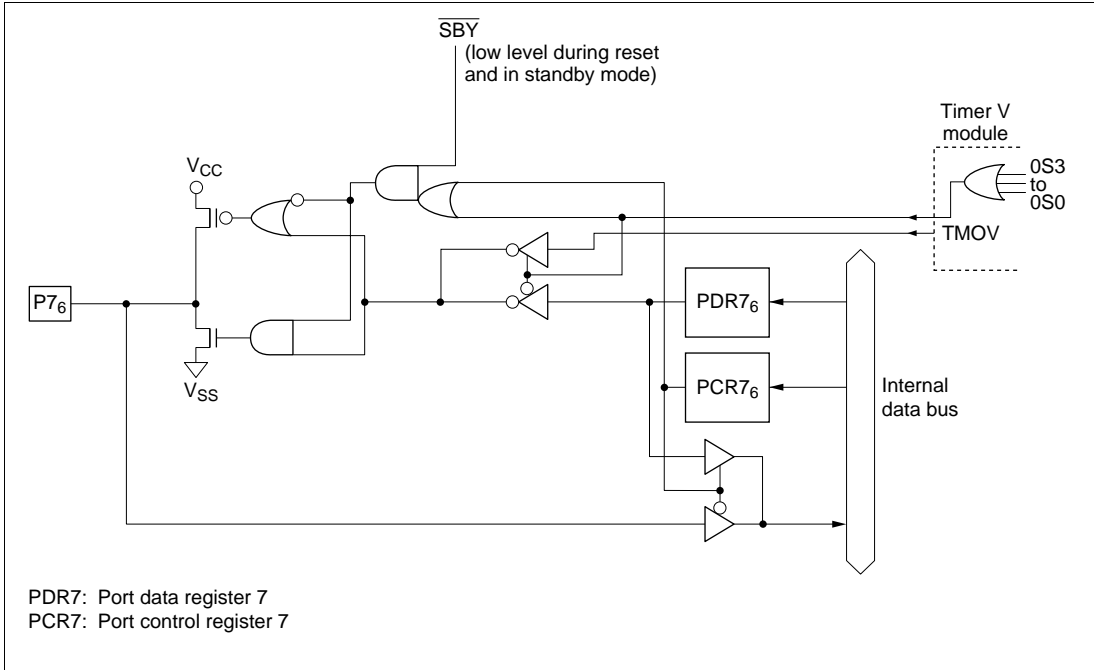 SBY
(low level during reset
and in standby mode)
Timer V
module
0S3
to
0S0
VCC
TMOV
P76
PDR76
PCR76
VSS
Internal
data bus
PDR7: Port data register 7
PCR7: Port control register 7